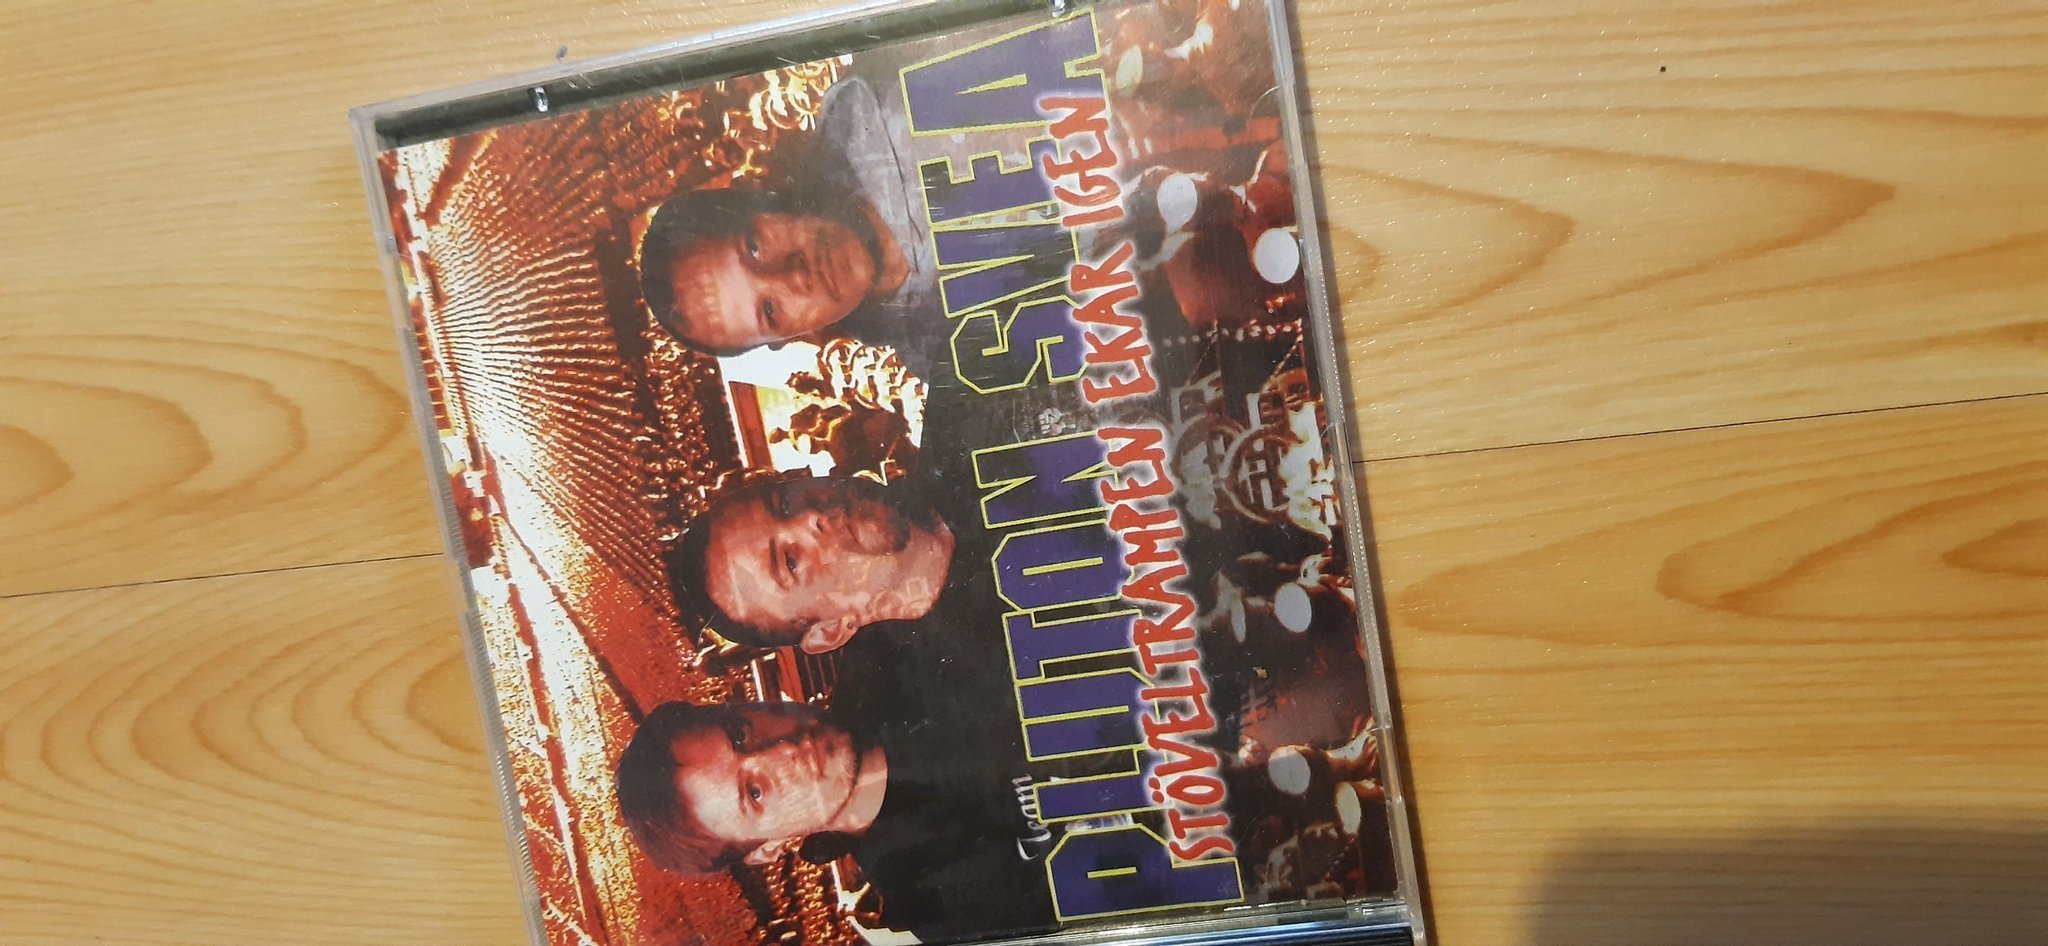 Team
PLUTON SVEA
STÖVELTRAMPEN EKAR IGEN